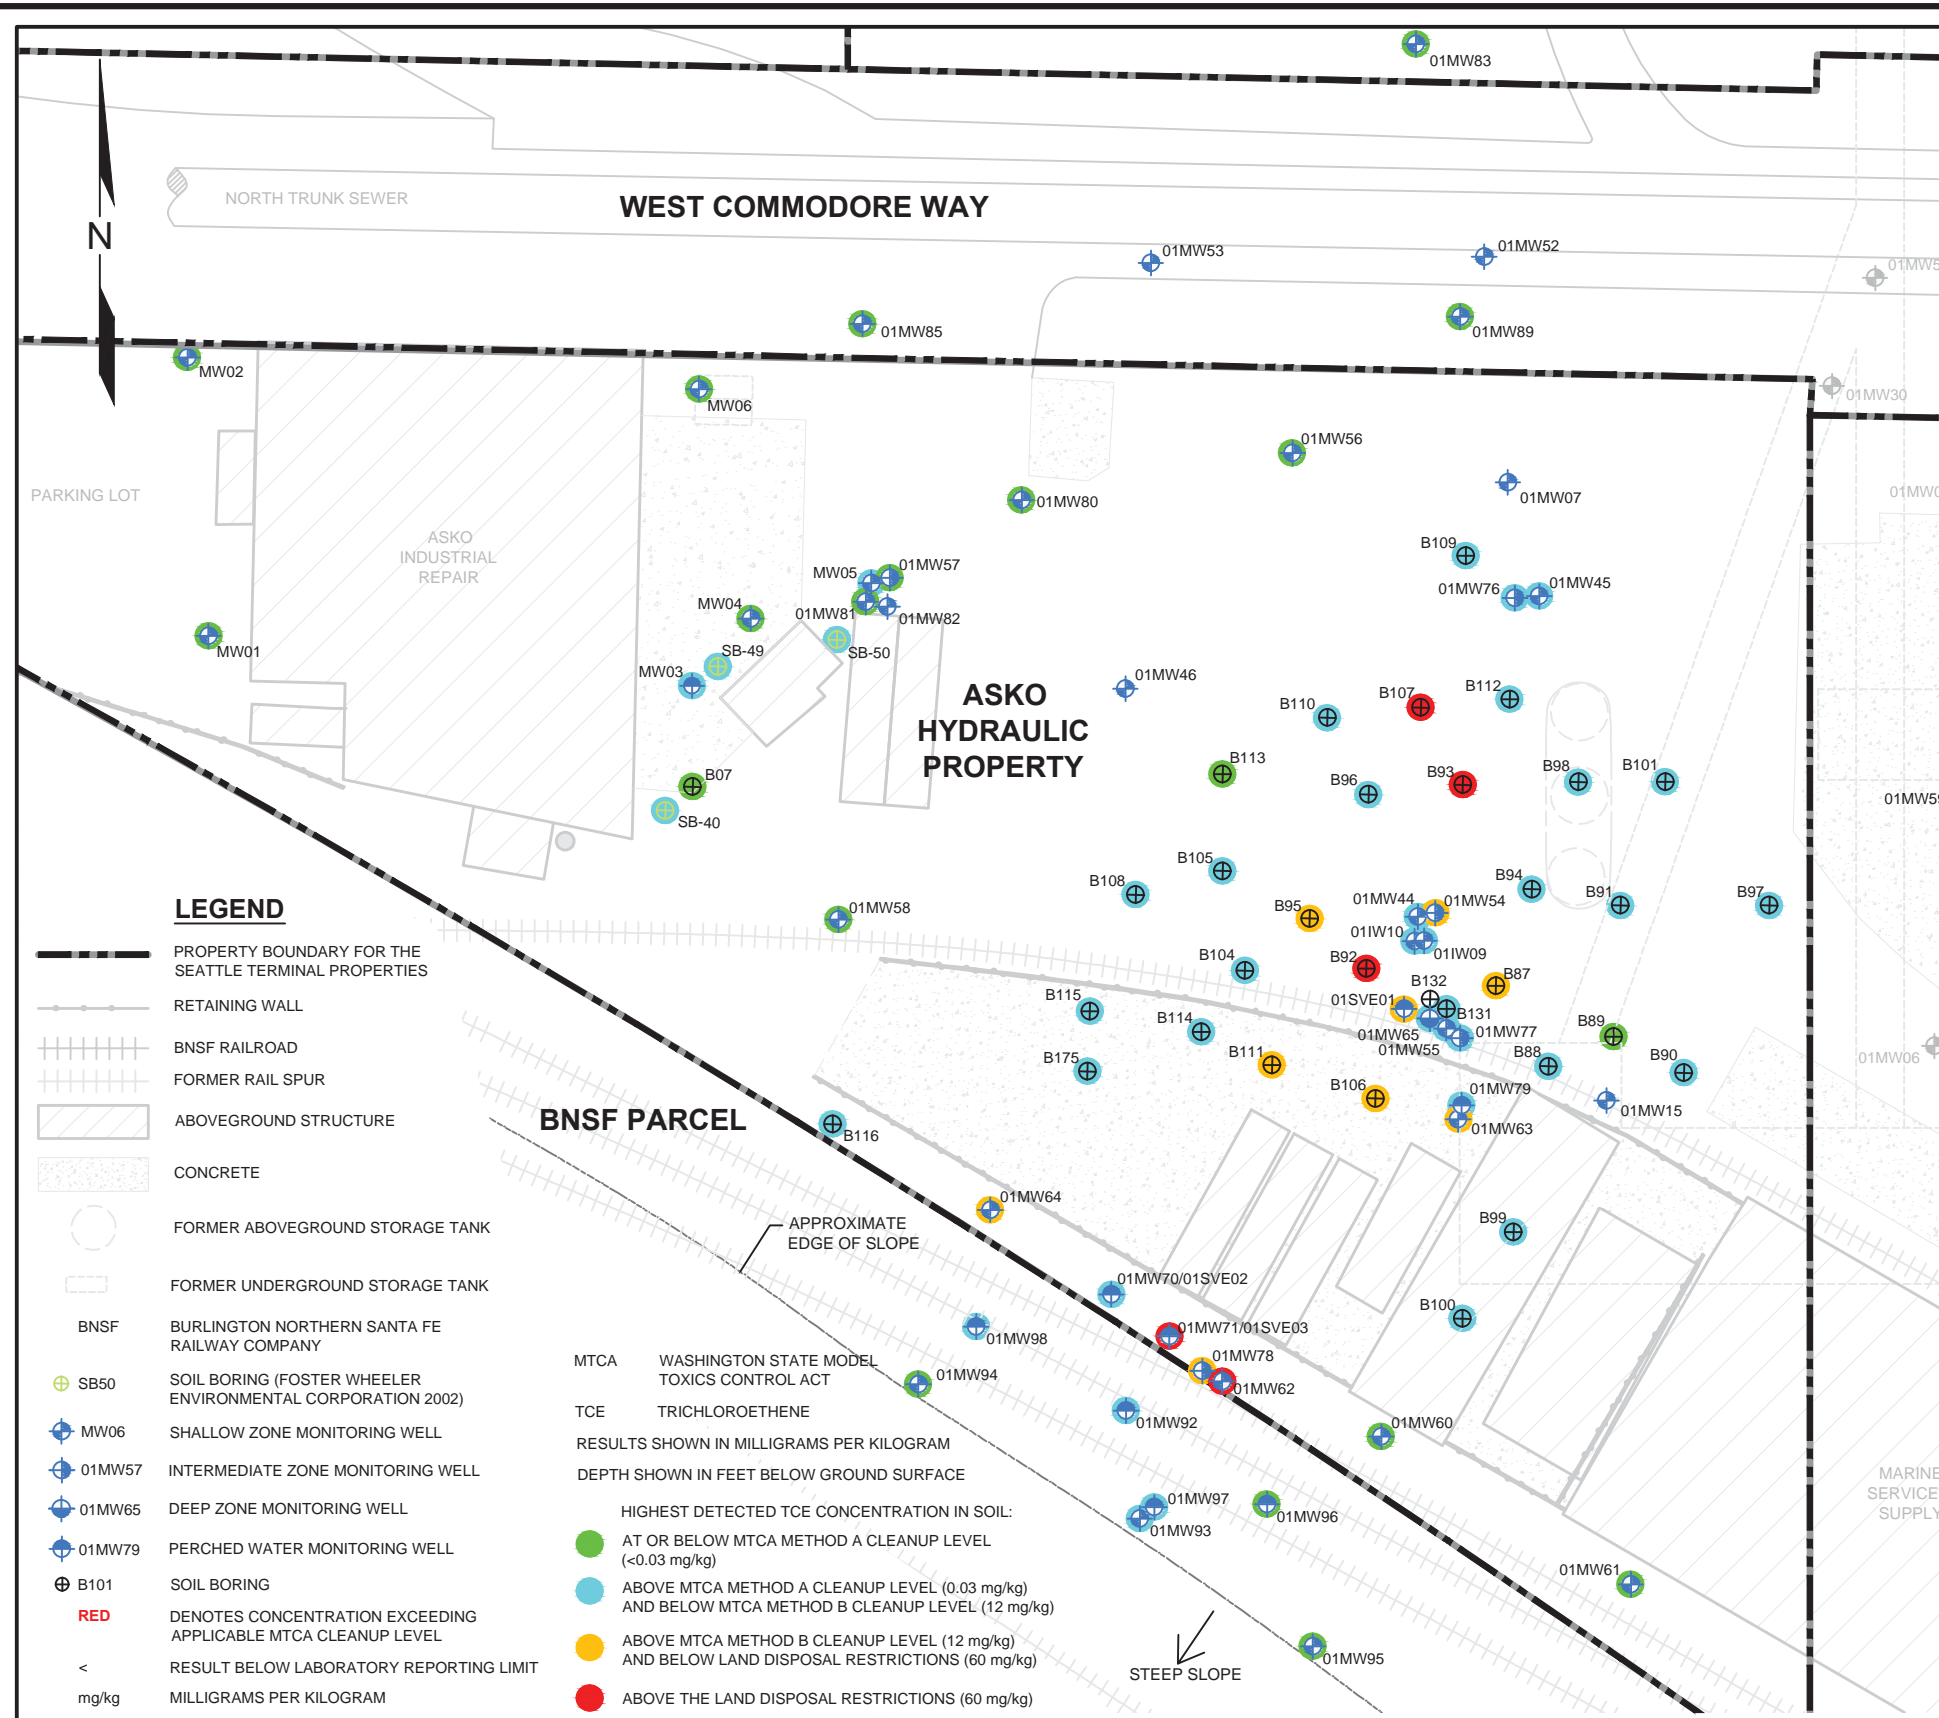 01MW83
N
NORTH TRUNK SEWER
WEST COMMODORE WAY
01MW53
01MW52
01MW5
01MW85
01MW89
MW02
01MW30
MW06
01MW56
PARKING LOT
01MW07
01MW0
01MW80
ASKO
INDUSTRIAL
REPAIR
B109
MW05
01MW57
01MW76
01MW45
MW04
01MW81
01MW82
MW01
SB-49
SB-50
MW03
01MW46
ASKO
HYDRAULIC
PROPERTY
B110
B107
B112
B113
B07
B96
B93
B98
B101
01MW59
SB-40
B105
B108
B94
B91
B97
01MW58
B95
01MW44
01MW54
01IW10
01IW09
B104
B92
B87
B132
B115
01SVE01
B131
B114
01MW65
01MW77
B89
01MW55
B111
B88
B90
01MW06
B175
B106
01MW79
01MW15
01MW63
BNSF PARCEL
B116
01MW64
APPROXIMATE
EDGE OF SLOPE
B99
01MW70/01SVE02
B100
01MW98
01MW71/01SVE03
01MW78
01MW94
01MW62
01MW92
01MW60
01MW97
01MW93
01MW96
MARINE
SERVICE
SUPPLY
01MW61
01MW95
STEEP SLOPE
LEGEND
PROPERTY BOUNDARY FOR THE
SEATTLE TERMINAL PROPERTIES
RETAINING WALL
BNSF RAILROAD
FORMER RAIL SPUR
ABOVEGROUND STRUCTURE
CONCRETE
FORMER ABOVEGROUND STORAGE TANK
FORMER UNDERGROUND STORAGE TANK
BNSF BURLINGTON NORTHERN SANTA FE
RAILWAY COMPANY
SB50 SOIL BORING (FOSTER WHEELER
ENVIRONMENTAL CORPORATION 2002)
MW06 SHALLOW ZONE MONITORING WELL
01MW57 INTERMEDIATE ZONE MONITORING WELL
01MW65 DEEP ZONE MONITORING WELL
01MW79 PERCHED WATER MONITORING WELL
B101 SOIL BORING
RED DENOTES CONCENTRATION EXCEEDING
APPLICABLE MTCA CLEANUP LEVEL
< RESULT BELOW LABORATORY REPORTING LIMIT
mg/kg MILLIGRAMS PER KILOGRAM
MTCA WASHINGTON STATE MODEL
TOXICS CONTROL ACT
TCE TRICHLOROETHENE
RESULTS SHOWN IN MILLIGRAMS PER KILOGRAM
DEPTH SHOWN IN FEET BELOW GROUND SURFACE
HIGHEST DETECTED TCE CONCENTRATION IN SOIL:
AT OR BELOW MTCA METHOD A CLEANUP LEVEL
(<0.03 mg/kg)
ABOVE MTCA METHOD A CLEANUP LEVEL (0.03 mg/kg)
AND BELOW MTCA METHOD B CLEANUP LEVEL (12 mg/kg)
ABOVE MTCA METHOD B CLEANUP LEVEL (12 mg/kg)
AND BELOW LAND DISPOSAL RESTRICTIONS (60 mg/kg)
ABOVE THE LAND DISPOSAL RESTRICTIONS (60 mg/kg)